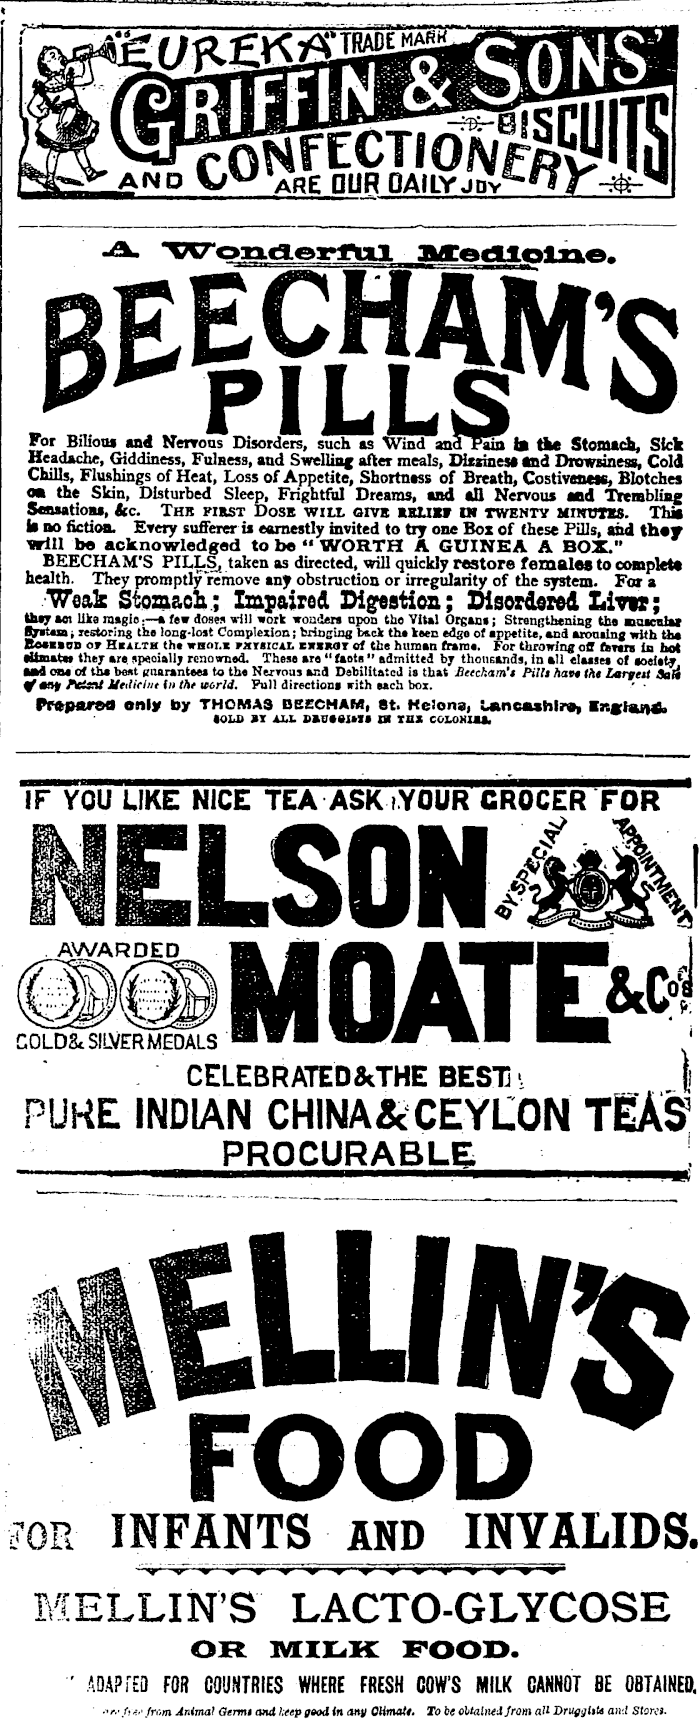 "EUREKA" TRADE MARK
GRIFFIN & SONS'
BISCUITS
AND CONFECTIONERY
ARE OUR DAILY JOY
A Wonderful Medicine.
BEECHAM'S
PILLS
For Bilious and Nervous Disorders, such as Wind and Pain in the Stomach, Sick
Headache, Giddiness, Fulness, and Swelling after meals, Dizziness and Drowsiness, Cold
Chills, Flushings of Heat, Loss of Appetite, Shortness of Breath, Costiveness, Blotches
on the Skin, Disturbed Sleep, Frightful Dreams, and all Nervous and Trembling
Sensations, &c. THE FIRST DOSE WILL GIVE RELIEF IN TWENTY MINUTES. This
is no fiction. Every sufferer is earnestly invited to try one Box of these Pills, and they
will be acknowledged to be "WORTH A GUINEA A BOX."
BEECHAM'S PILLS, taken as directed, will quickly restore females to complete
health. They promptly remove any obstruction or irregularity of the system. For a
Weak Stomach; Impaired Digestion; Disordered Liver;
they act like magic:—a few doses will work wonders upon the Vital Organs; Strengthening the muscular
System; restoring the long-lost Complexion; bringing back the keen edge of appetite, and arousing with the
ROSEBUD OF HEALTH the WHOLE PHYSICAL ENERGY of the human frame. For throwing off fevers in hot
climates they are specially renowned. These are "facts" admitted by thousands, in all classes of society,
and one of the best guarantees to the Nervous and Debilitated is that Beecham's Pills have the Largest Sale
of any Patent Medicine in the world. Full directions with each box.
Prepared only by THOMAS BEECHAM, St. Helens, Lancashire, England.
SOLD BY ALL DRUGGISTS IN THE COLONIES.
IF YOU LIKE NICE TEA ASK YOUR GROCER FOR
NELSON
BY SPECIAL APPOINTMENT
AWARDED
MOATE & Co's
GOLD & SILVER MEDALS
CELEBRATED & THE BEST
PURE INDIAN CHINA & CEYLON TEAS
PROCURABLE
MELLIN'S
FOOD
FOR INFANTS AND INVALIDS.
MELLIN'S LACTO-GLYCOSE
OR MILK FOOD.
ADAPTED FOR COUNTRIES WHERE FRESH COW'S MILK CANNOT BE OBTAINED.
free from Animal Germs and keep good in any Climate. To be obtained from all Druggists and Stores.